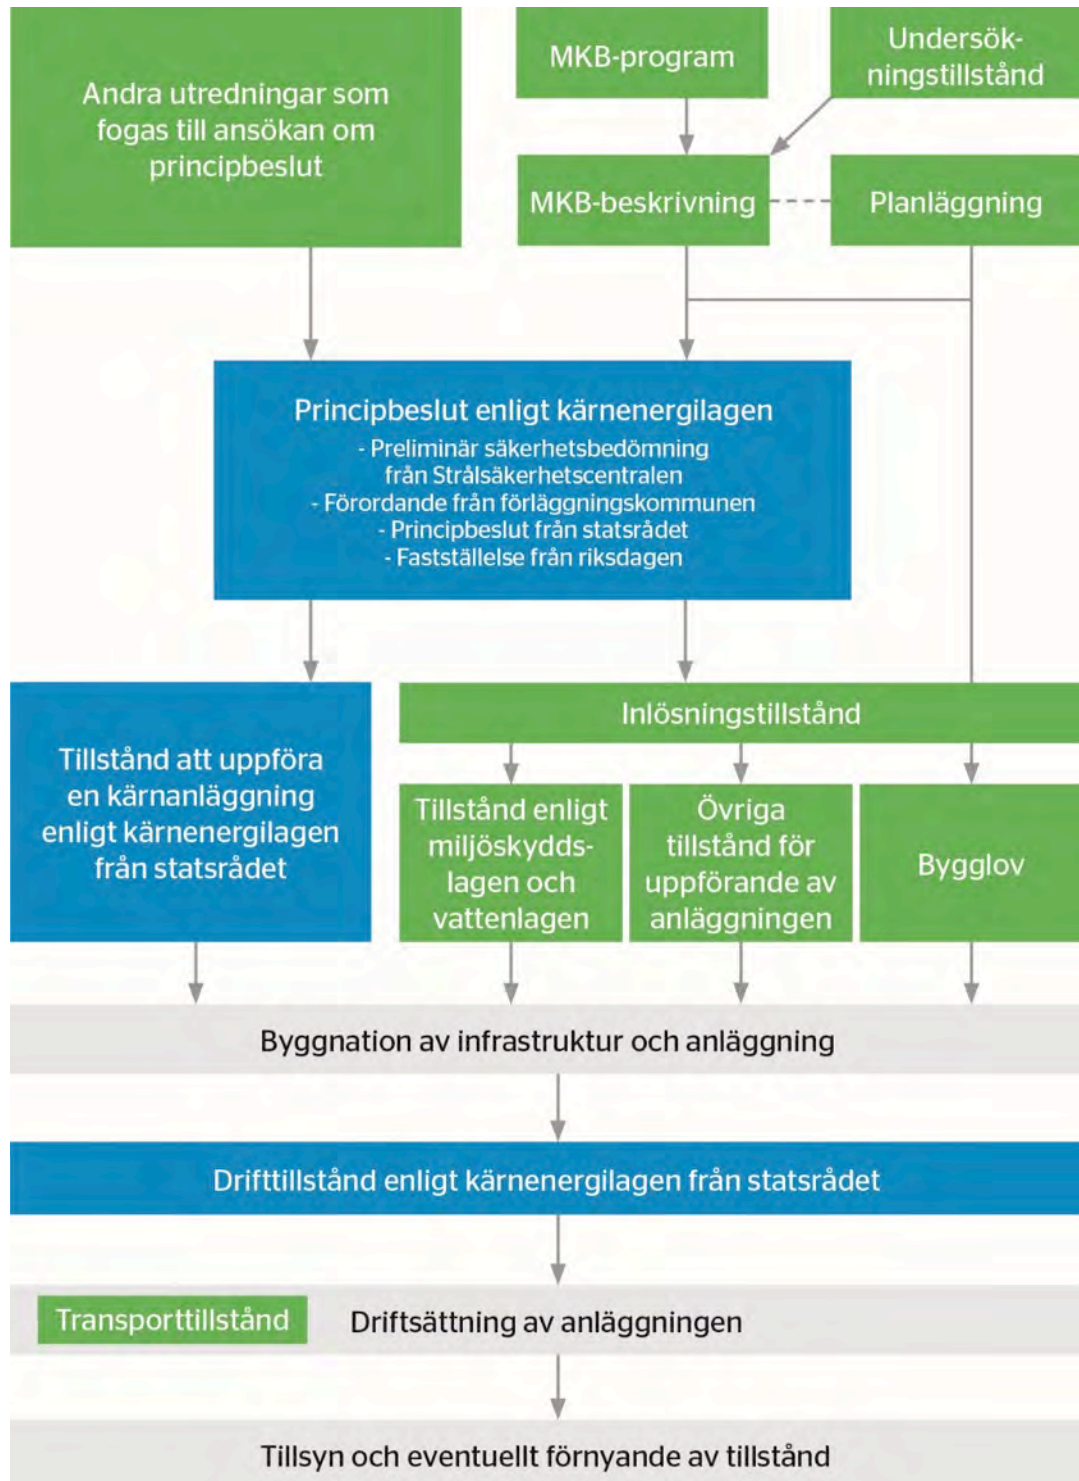 Andra utredningar som
fogas till ansökan om
principbeslut
MKB-program
Undersök-
ningstillstånd
MKB-beskrivning
Planläggning
Principbeslut enligt kärnenergilagen
- Preliminär säkerhetsbedömning
från Strålsäkerhetscentralen
- Förordande från förläggningskommunen
- Principbeslut från statsrådet
- Fastställelse från riksdagen
Tillstånd att uppföra
en kärnanläggning
enligt kärnenergilagen
från statsrådet
Inlösningstillstånd
Tillstånd enligt
miljöskydds-
lagen och
vattenlagen
Övriga
tillstånd för
uppförande av
anläggningen
Bygglov
Byggnation av infrastruktur och anläggning
Drifttillstånd enligt kärnenergilagen från statsrådet
Transporttillstånd
Driftsättning av anläggningen
Tillsyn och eventuellt förnyande av tillstånd